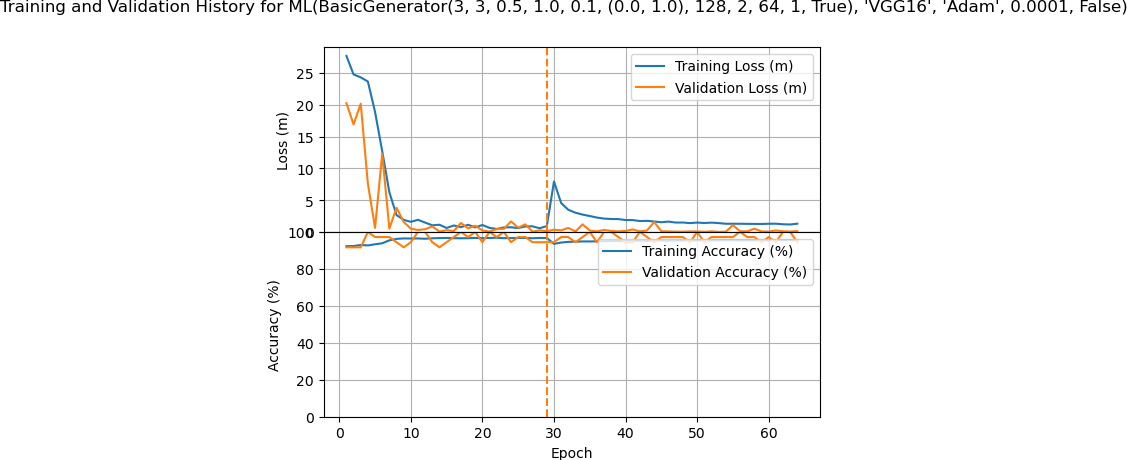 Training and Validation History for ML(BasicGenerator(3, 3, 0.5, 1.0, 0.1, (0.0, 1.0), 128, 2, 64, 1, True), 'VGG16', 'Adam', 0.0001, False)
Training Loss (m)
Validation Loss (m)
Loss (m)
25
20
15
10
5
0
100
Training Accuracy (%)
Validation Accuracy (%)
Accuracy (%)
80
60
40
20
0
0 10 20 30 40 50 60
Epoch